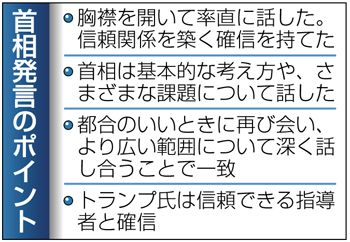 首相発言のポイント
胸襟を開いて率直に話した。
信頼関係を築く確信を持てた
首相は基本的な考え方や、さ
まざまな課題について話した
都合のいいときに再び会い、
より広い範囲について深く話
し合うことで一致
トランプ氏は信頼できる指導
者と確信